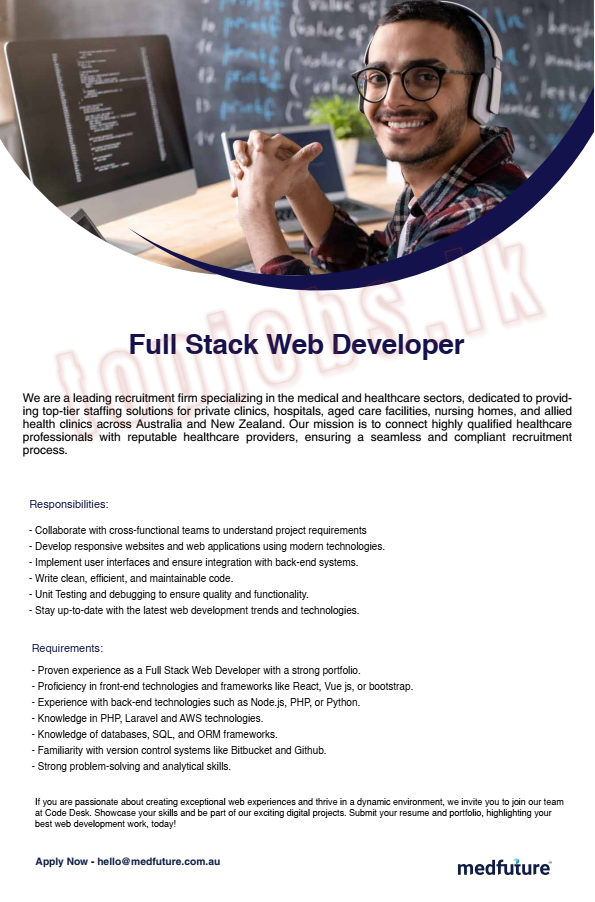 Full Stack Web Developer
topjobs.lk
We are a leading recruitment firm specializing in the medical and healthcare sectors, dedicated to provid-
ing top-tier staffing solutions for private clinics, hospitals, aged care facilities, nursing homes, and allied
health clinics across Australia and New Zealand. Our mission is to connect highly qualified healthcare
professionals with reputable healthcare providers, ensuring a seamless and compliant recruitment
process.
Responsibilities:
- Collaborate with cross-functional teams to understand project requirements
- Develop responsive websites and web applications using modern technologies.
- Implement user interfaces and ensure integration with back-end systems.
- Write clean, efficient, and maintainable code.
- Unit Testing and debugging to ensure quality and functionality.
- Stay up-to-date with the latest web development trends and technologies.
Requirements:
- Proven experience as a Full Stack Web Developer with a strong portfolio.
- Proficiency in front-end technologies and frameworks like React, Vue js, or bootstrap.
- Experience with back-end technologies such as Node.js, PHP, or Python.
- Knowledge in PHP, Laravel and AWS technologies.
- Knowledge of databases, SQL, and ORM frameworks.
- Familiarity with version control systems like Bitbucket and Github.
- Strong problem-solving and analytical skills.
If you are passionate about creating exceptional web experiences and thrive in a dynamic environment, we invite you to join our team
at Code Desk. Showcase your skills and be part of our exciting digital projects. Submit your resume and portfolio, highlighting your
best web development work, today!
Apply Now - hello@medfuture.com.au
medfuture